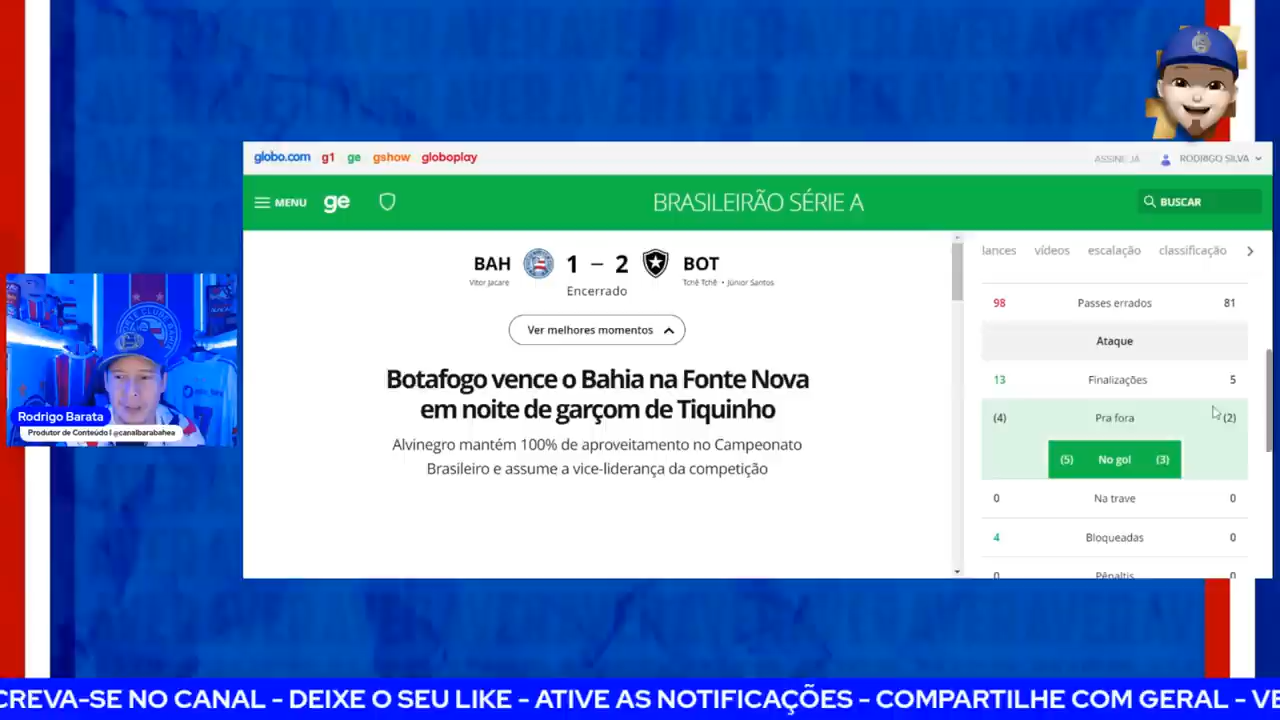 globo.com g1 ge gshow globoplay
ASSINE JÁ RODRIGO SILVA
MENU ge
BRASILEIRÃO SÉRIE A
BUSCAR
BAH 1 – 2 BOT
Vitor Jacare Tchê Tchê • Júnior Santos
Encerrado
Ver melhores momentos
Botafogo vence o Bahia na Fonte Nova
em noite de garçom de Tiquinho
Alvinegro mantém 100% de aproveitamento no Campeonato
Brasileiro e assume a vice-liderança da competição
lances vídeos escalação classificação
98 Passes errados 81
Ataque
13 Finalizações 5
(4) Pra fora (2)
(5) No gol (3)
0 Na trave 0
4 Bloqueadas 0
0 Pênaltis 0
Rodrigo Barata
Produtor de Conteúdo | @canalbarabahea
CREVA-SE NO CANAL - DEIXE O SEU LIKE - ATIVE AS NOTIFICAÇÕES - COMPARTILHE COM GERAL - VE